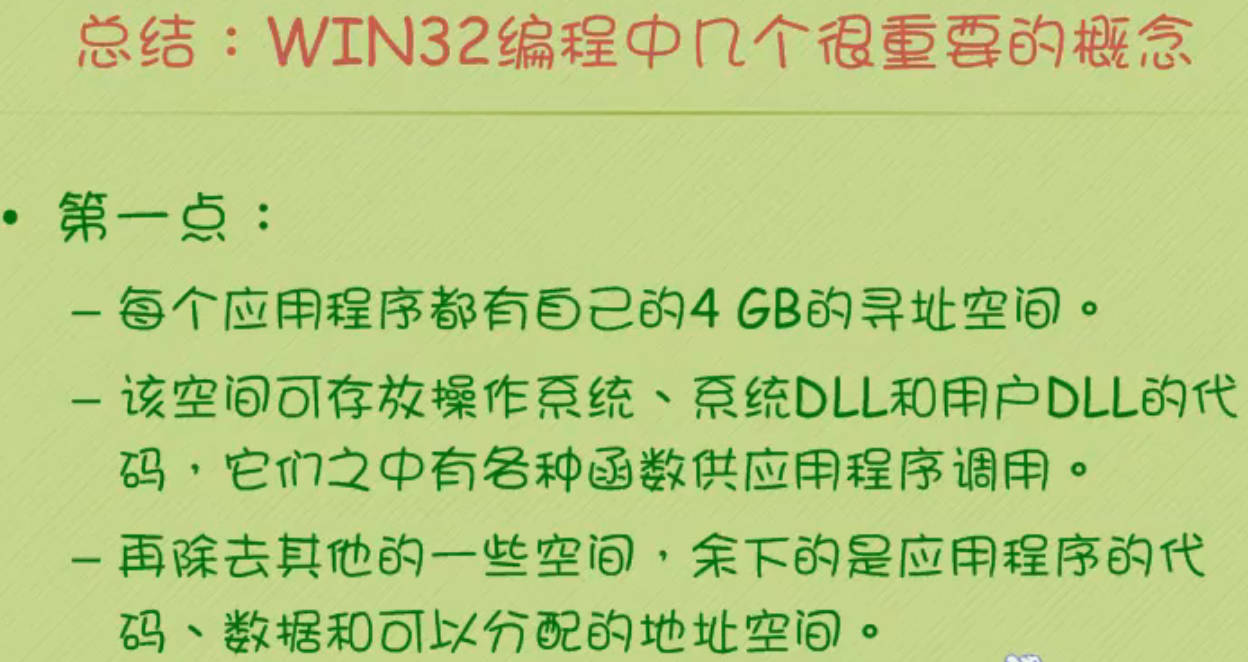 总结：WIN32编程中几个很重要的概念
• 第一点：
– 每个应用程序都有自己的4 GB的寻址空间。
– 该空间可存放操作系统、系统DLL和用户DLL的代
码，它们之中有各种函数供应用程序调用。
– 再除去其他的一些空间，余下的是应用程序的代
码、数据和可以分配的地址空间。